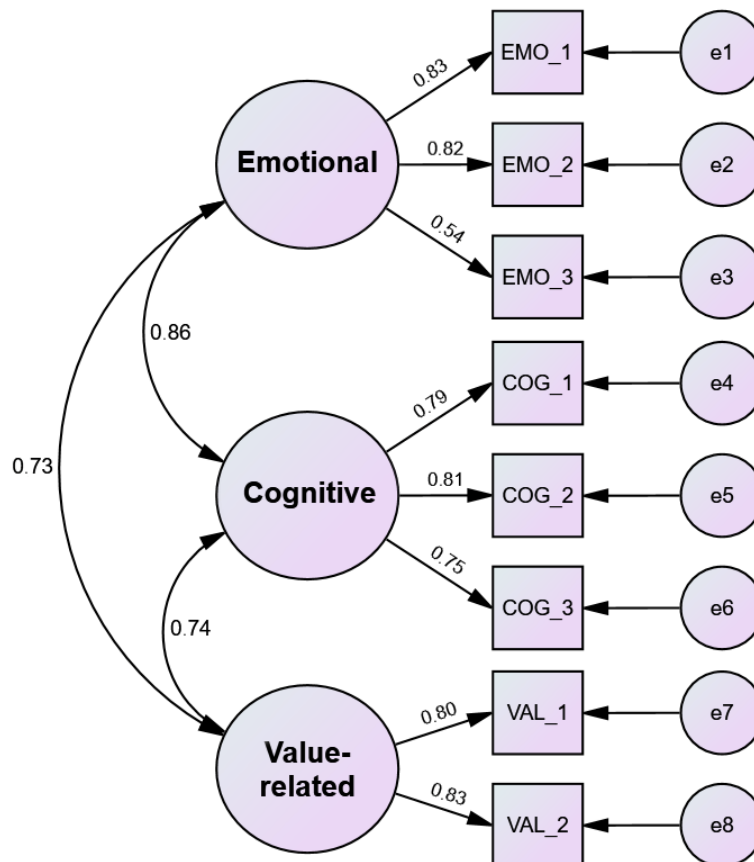 0.83
EMO_1
e1
Emotional
0.82
EMO_2
e2
0.54
EMO_3
e3
0.86
0.79
COG_1
e4
0.73
Cognitive
0.81
COG_2
e5
0.75
COG_3
e6
0.74
0.80
VAL_1
e7
Value-
related
0.83
VAL_2
e8